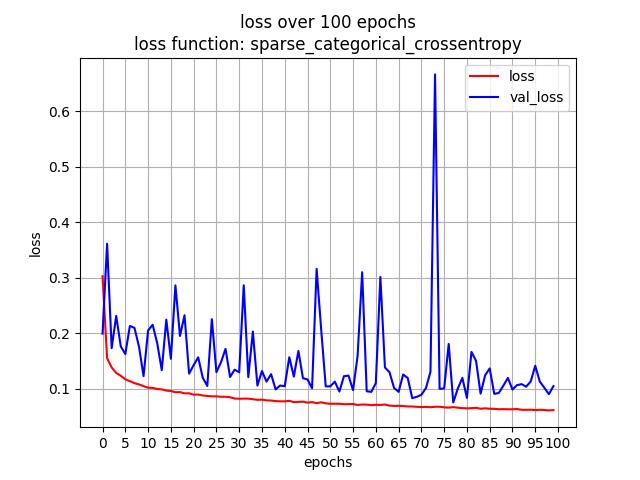 loss over 100 epochs
loss function: sparse_categorical_crossentropy
loss
val_loss
0.6
0.5
0.4
0.3
0.2
0.1
loss
0 5 10 15 20 25 30 35 40 45 50 55 60 65 70 75 80 85 90 95 100
epochs